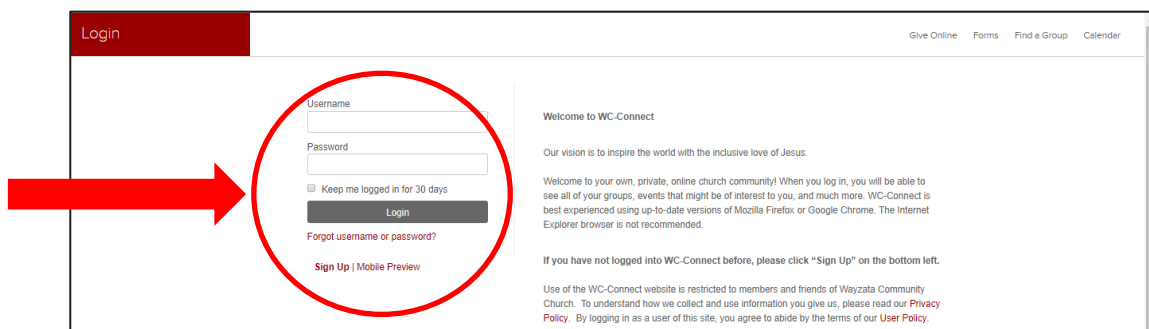 Login
Give Online Forms Find a Group Calendar
Username
Password
Keep me logged in for 30 days
Login
Forgot username or password?
Sign Up | Mobile Preview
Welcome to WC-Connect
Our vision is to inspire the world with the inclusive love of Jesus.
Welcome to your own, private, online church community! When you log in, you will be able to
see all of your groups, events that might be of interest to you, and much more. WC-Connect is
best experienced using up-to-date versions of Mozilla Firefox or Google Chrome. The Internet
Explorer browser is not recommended.
If you have not logged into WC-Connect before, please click “Sign Up” on the bottom left.
Use of the WC-Connect website is restricted to members and friends of Wayzata Community
Church. To understand how we collect and use information you give us, please read our Privacy
Policy. By logging in as a user of this site, you agree to abide by the terms of our User Policy.